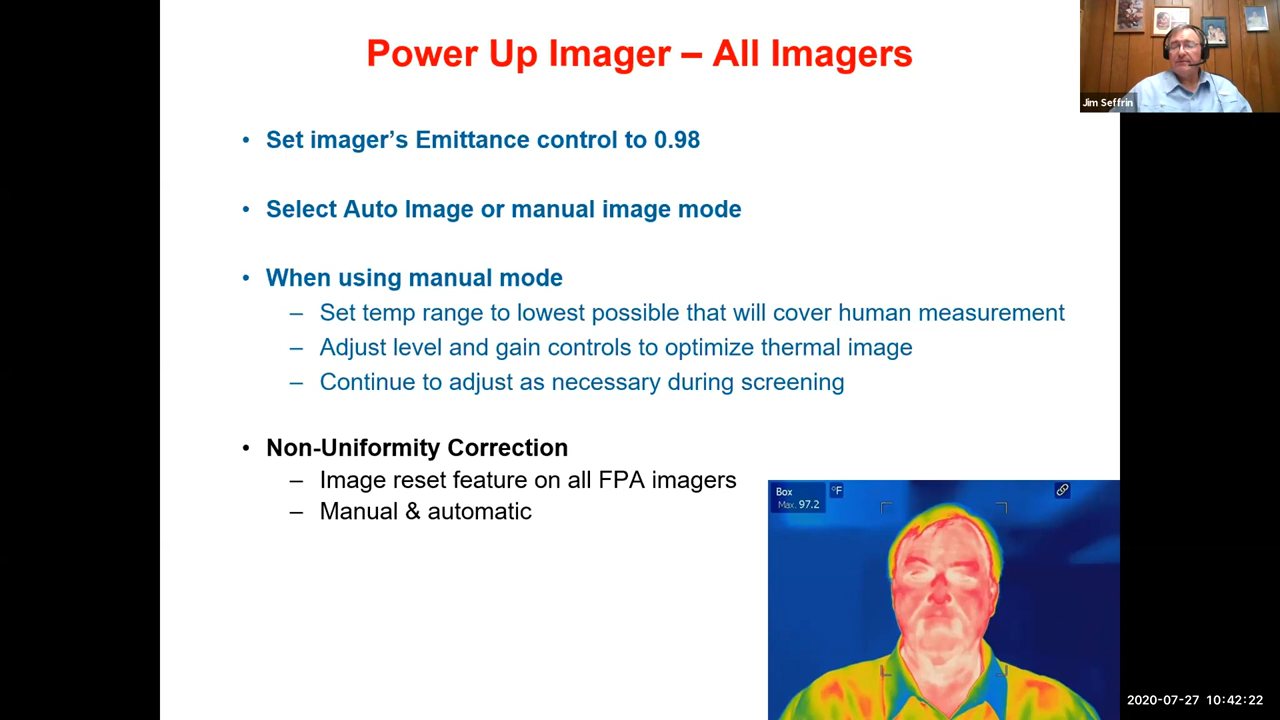 Power Up Imager – All Imagers
Jim Seffrin
• Set imager’s Emittance control to 0.98
• Select Auto Image or manual image mode
• When using manual mode
– Set temp range to lowest possible that will cover human measurement
– Adjust level and gain controls to optimize thermal image
– Continue to adjust as necessary during screening
• Non-Uniformity Correction
– Image reset feature on all FPA imagers
– Manual & automatic
Box
°F
Max. 97.2
2020-07-27 10:42:22